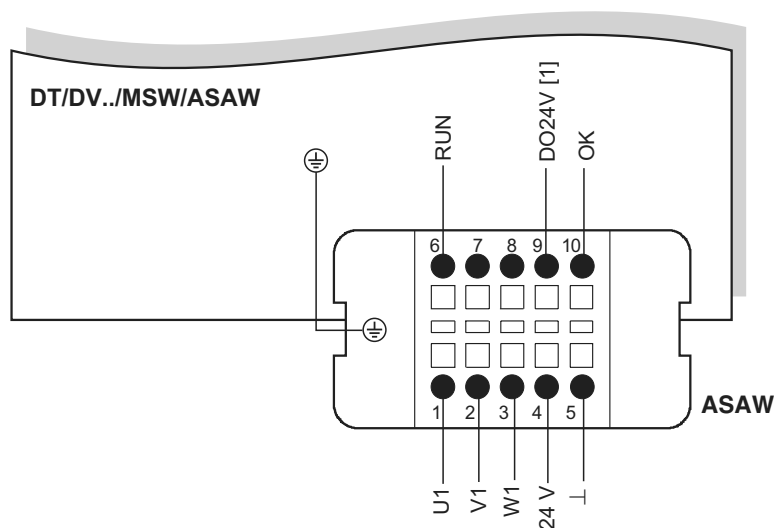 DT/DV../MSW/ASAW
RUN
DO24V [1]
OK
6 7 8 9 10
1 2 3 4 5
ASAW
U1
V1
W1
24 V
⊥